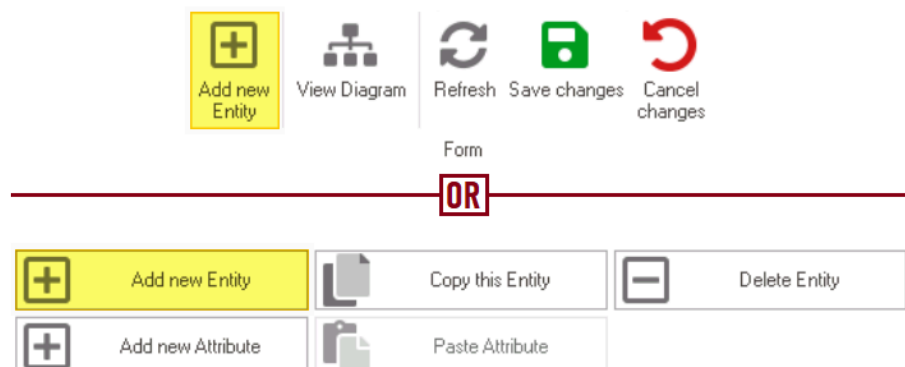 Add new
Entity
View Diagram
Refresh
Save changes
Cancel
changes
Form
OR
Add new Entity
Copy this Entity
Delete Entity
Add new Attribute
Paste Attribute